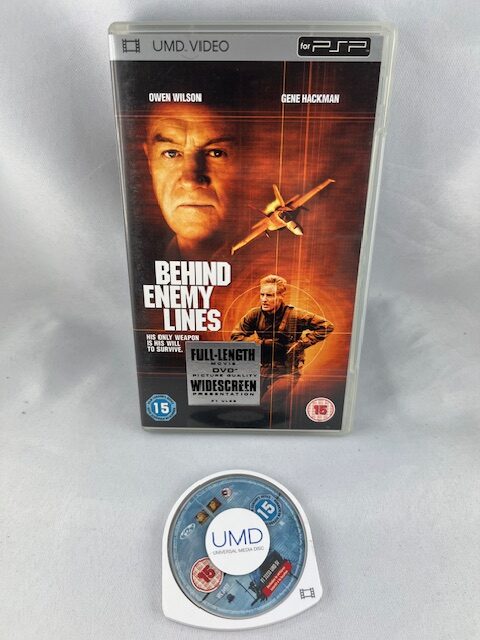 UMD. VIDEO
for PSP
OWEN WILSON
GENE HACKMAN
BEHIND
ENEMY
LINES
HIS ONLY WEAPON
IS HIS WILL
TO SURVIVE.
FULL-LENGTH
MOVIE
DVD
PICTURE QUALITY
WIDESCREEN
PRESENTATION
15
15
15
UMD
UNIVERSAL MEDIA DISC
15